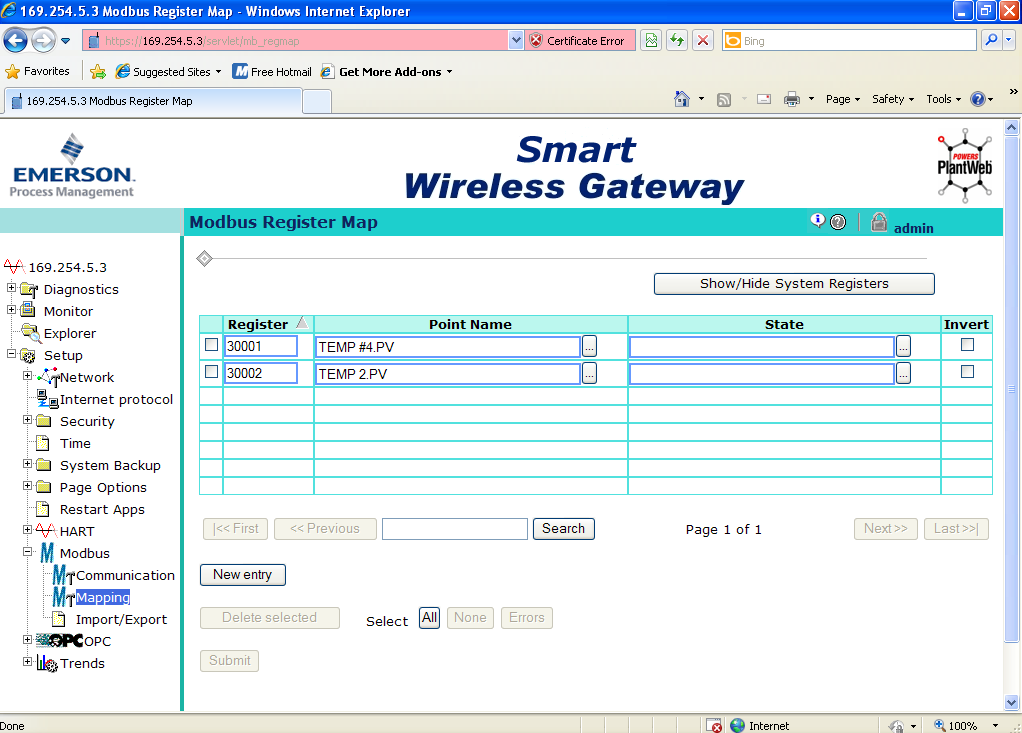 169.254.5.3 Modbus Register Map - Windows Internet Explorer
https://169.254.5.3/servlet/mb_regmap Certificate Error Bing
Favorites Suggested Sites Free Hotmail Get More Add-ons
169.254.5.3 Modbus Register Map Page Safety Tools »
EMERSON.
Process Management
Smart
Wireless Gateway
POWERS
PlantWeb
Modbus Register Map admin
169.254.5.3
Diagnostics
Monitor
Explorer
Setup
Network
Internet protocol
Security
Time
System Backup
Page Options
Restart Apps
HART
Modbus
Communication
Mapping
Import/Export
OPC OPC
Trends
Show/Hide System Registers
Register Point Name State Invert
30001 TEMP #4.PV ... ...
30002 TEMP 2.PV ... ...
|<< First << Previous Search Page 1 of 1 Next >> Last >>|
New entry
Delete selected Select All None Errors
Submit
Done Internet 100%